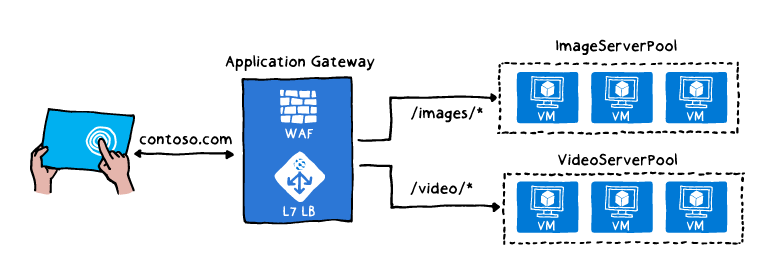 ImageServerPool
Application Gateway
VM VM VM
/images/*
WAF
contoso.com
VideoServerPool
/video/*
L7 LB
VM VM VM